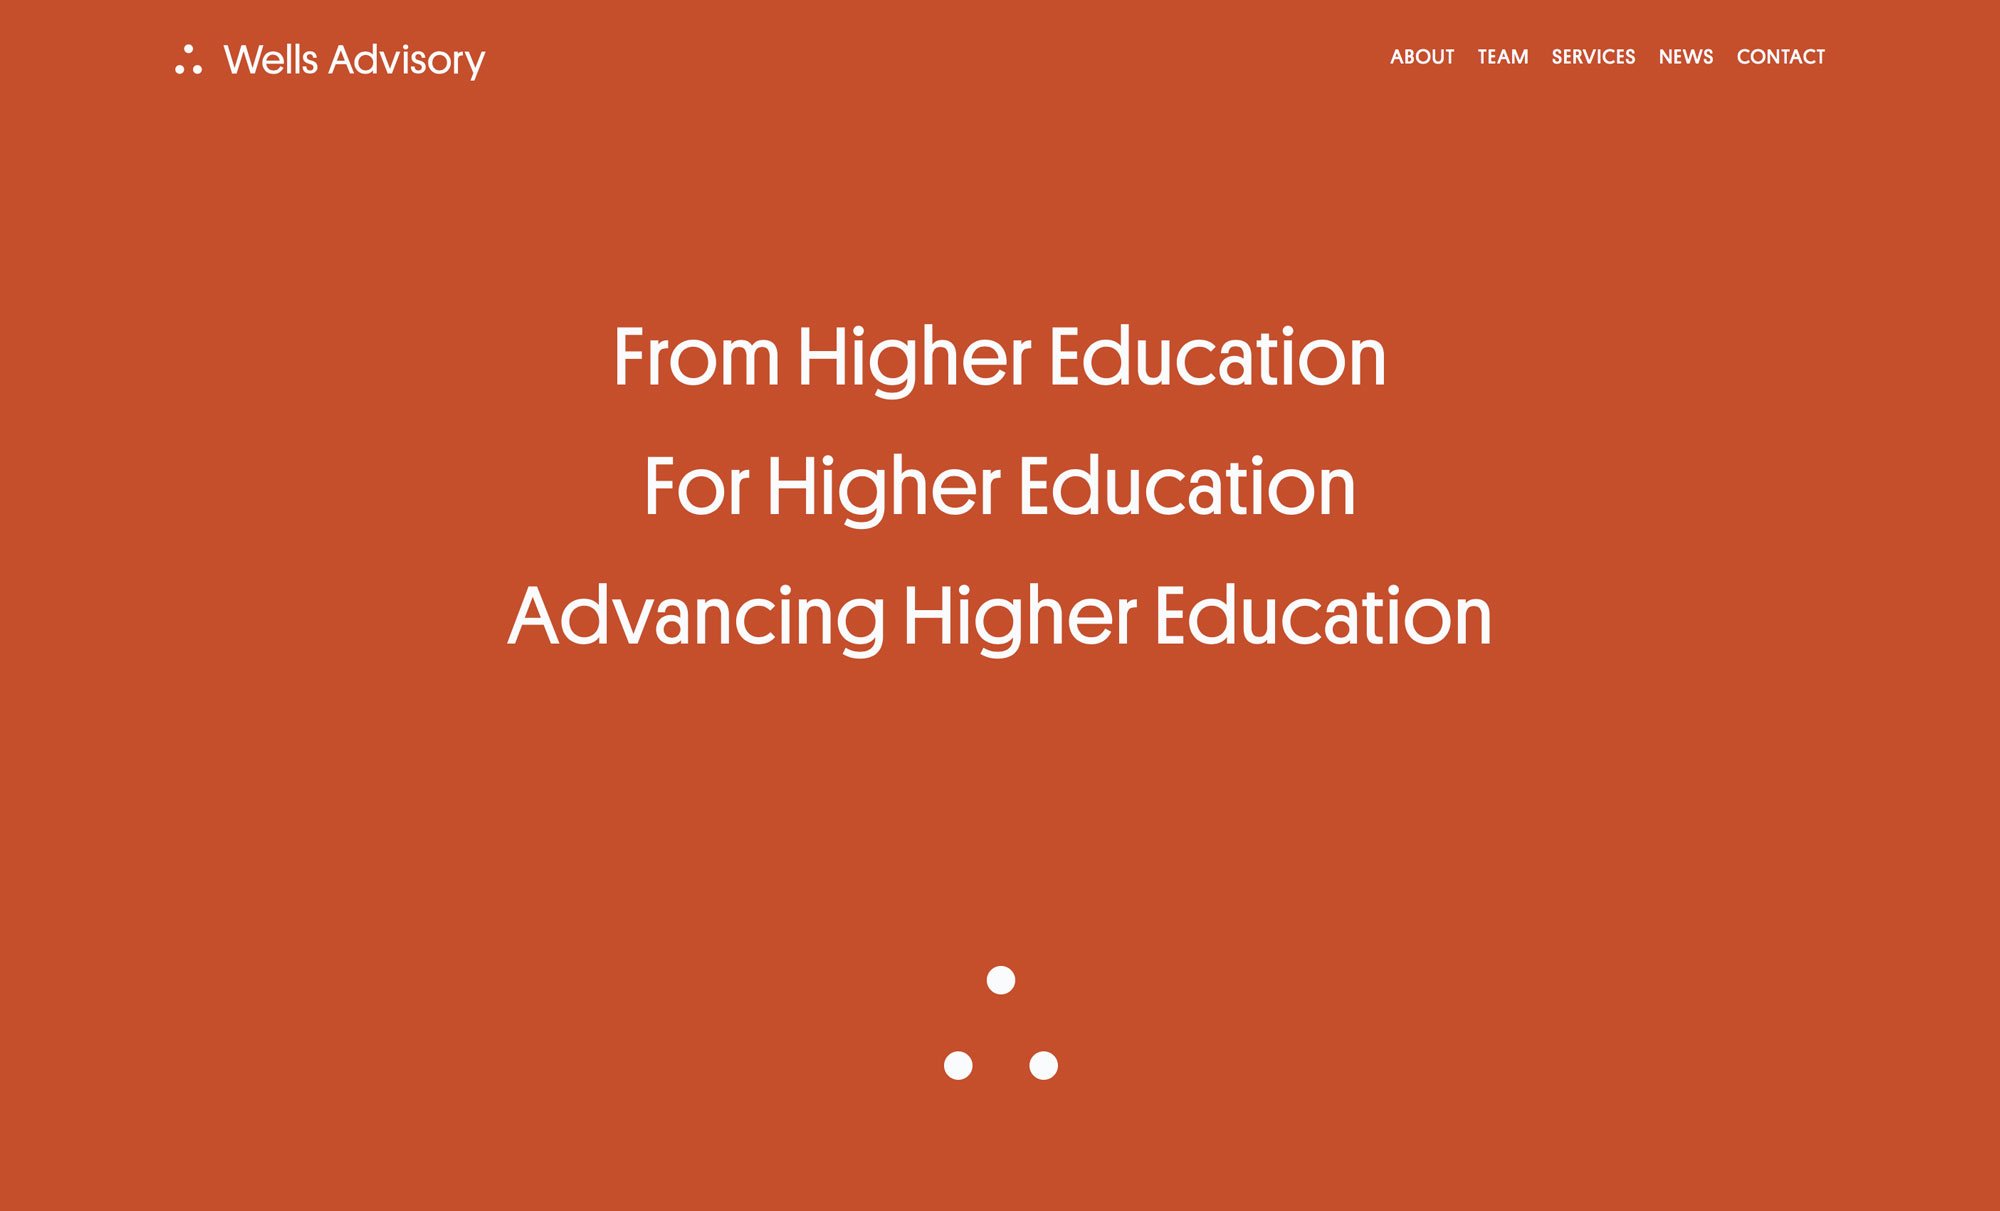 Wells Advisory
ABOUT TEAM SERVICES NEWS CONTACT
From Higher Education
For Higher Education
Advancing Higher Education